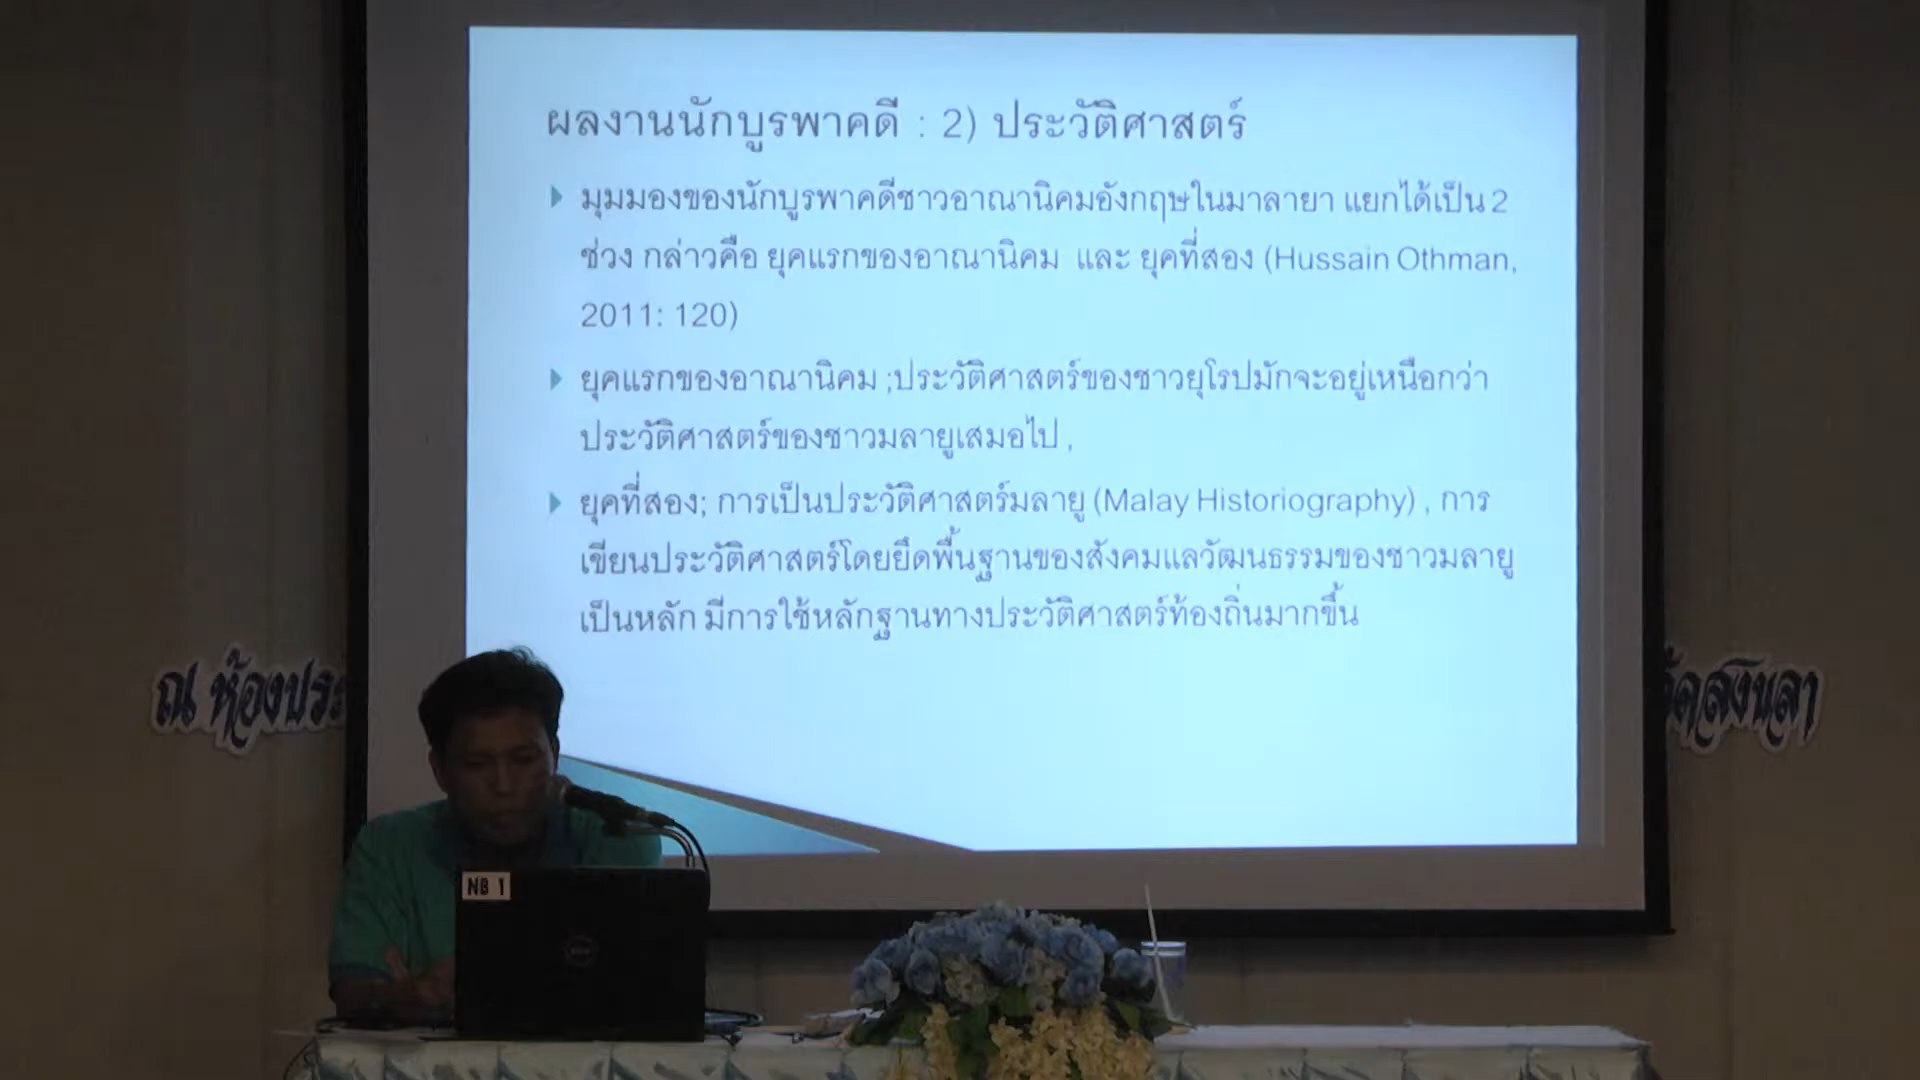 ผลงานนักบูรพาคดี : 2) ประวัติศาสตร์
มุมมองของนักบูรพาคดีชาวอาณานิคมอังกฤษในมาลายา แยกได้เป็น 2
ช่วง กล่าวคือ ยุคแรกของอาณานิคม และ ยุคที่สอง (Hussain Othman,
2011: 120)
ยุคแรกของอาณานิคม ;ประวัติศาสตร์ของชาวยุโรปมักจะอยู่เหนือกว่า
ประวัติศาสตร์ของชาวมลายูเสมอไป ,
ยุคที่สอง; การเป็นประวัติศาสตร์มลายู (Malay Historiography) , การ
เขียนประวัติศาสตร์โดยยึดพื้นฐานของสังคมแลวัฒนธรรมของชาวมลายู
เป็นหลัก มีการใช้หลักฐานทางประวัติศาสตร์ท้องถิ่นมากขึ้น
ณ ห้อง
สงขลา
NB 1